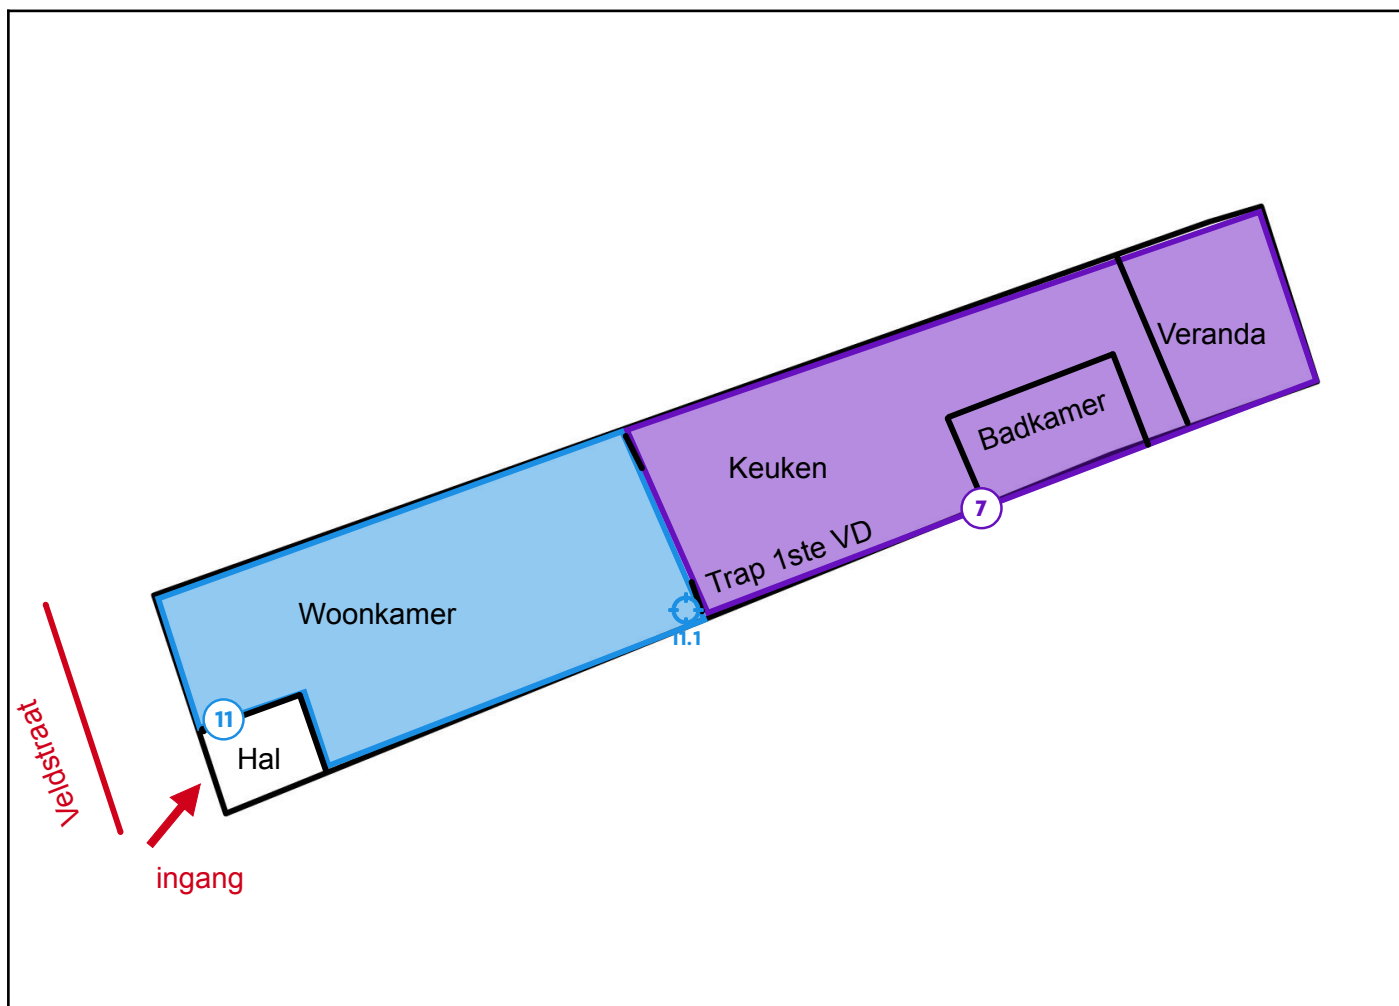 Veranda
Badkamer
Keuken
7
Trap 1ste VD
Woonkamer
11.1
11
Hal
Veldstraat
ingang